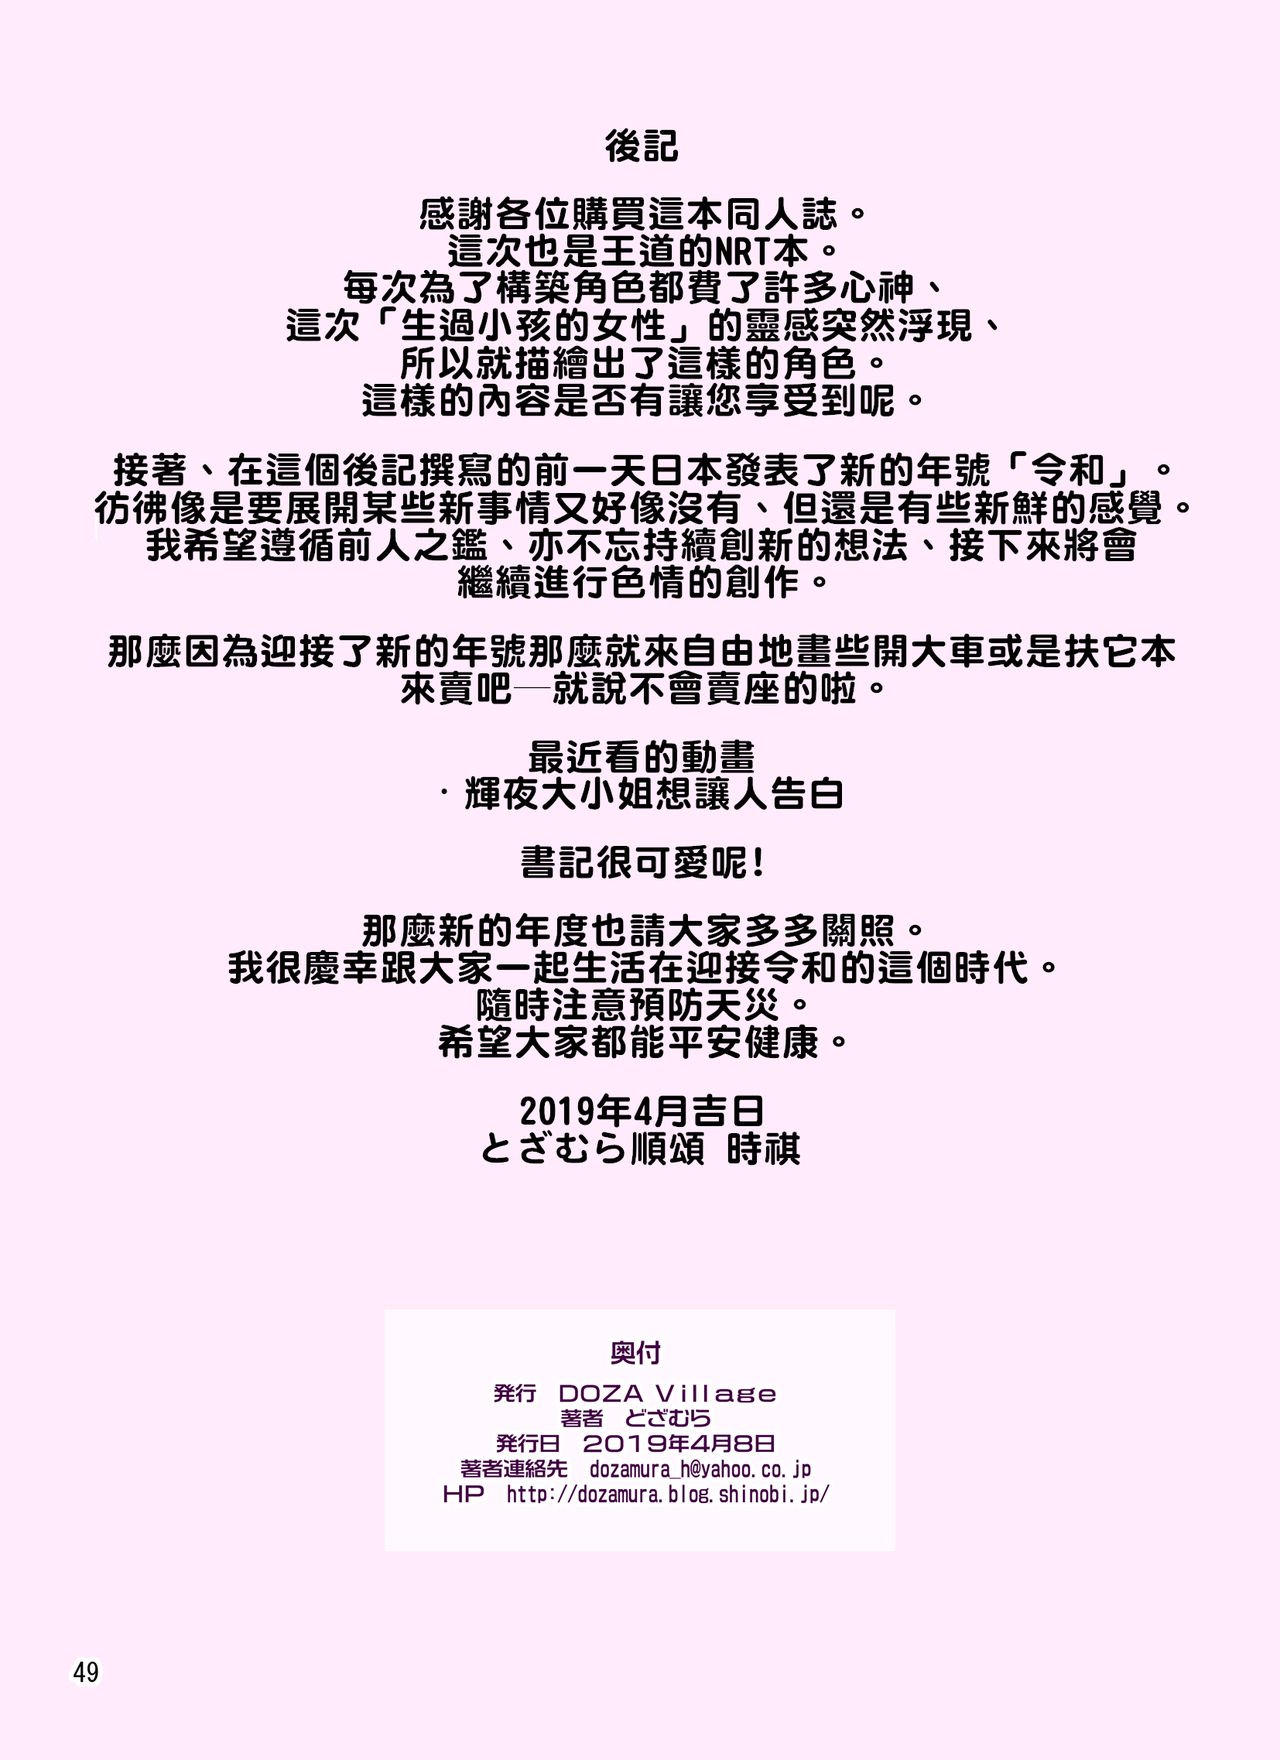 後記
感謝各位購買這本同人誌。
這次也是王道的NRT本。
每次為了構築角色都費了許多心神、
這次「生過小孩的女性」的靈感突然浮現、
所以就描繪出了這樣的角色。
這樣的內容是否有讓您享受到呢。
接著、在這個後記撰寫的前一天日本發表了新的年號「令和」。
彷彿像是要展開某些新事情又好像沒有、但還是有些新鮮的感覺。
我希望遵循前人之鑑、亦不忘持續創新的想法、接下來將會
繼續進行色情的創作。
那麼因為迎接了新的年號那麼就來自由地畫些開大車或是扶它本
來賣吧─就說不會賣座的啦。
最近看的動畫
・輝夜大小姐想讓人告白
書記很可愛呢!
那麼新的年度也請大家多多關照。
我很慶幸跟大家一起生活在迎接令和的這個時代。
隨時注意預防天災。
希望大家都能平安健康。
2019年4月吉日
とざむら順頌 時祺
奥付
発行　DOZA Village
著者　どざむら
発行日　2019年4月8日
著者連絡先　dozamura_h@yahoo.co.jp
HP　http://dozamura.blog.shinobi.jp/
49